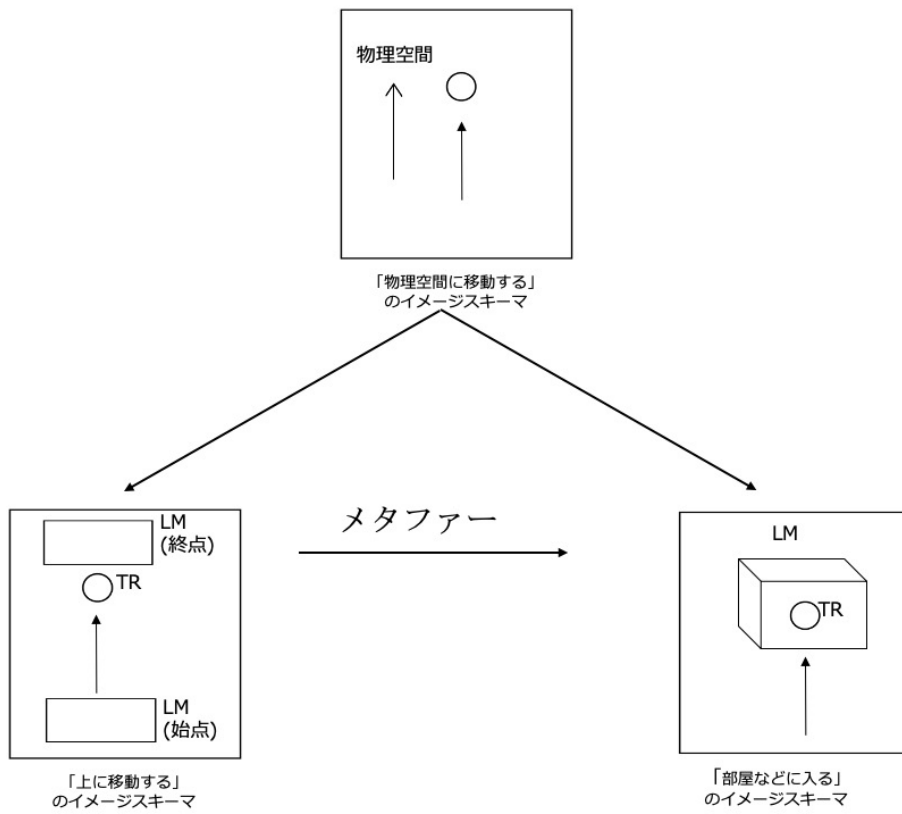 物理空間
「物理空間に移動する」
のイメージスキーマ
メタファー
LM
(終点)
TR
LM
(始点)
「上に移動する」
のイメージスキーマ
LM
TR
「部屋などに入る」
のイメージスキーマ